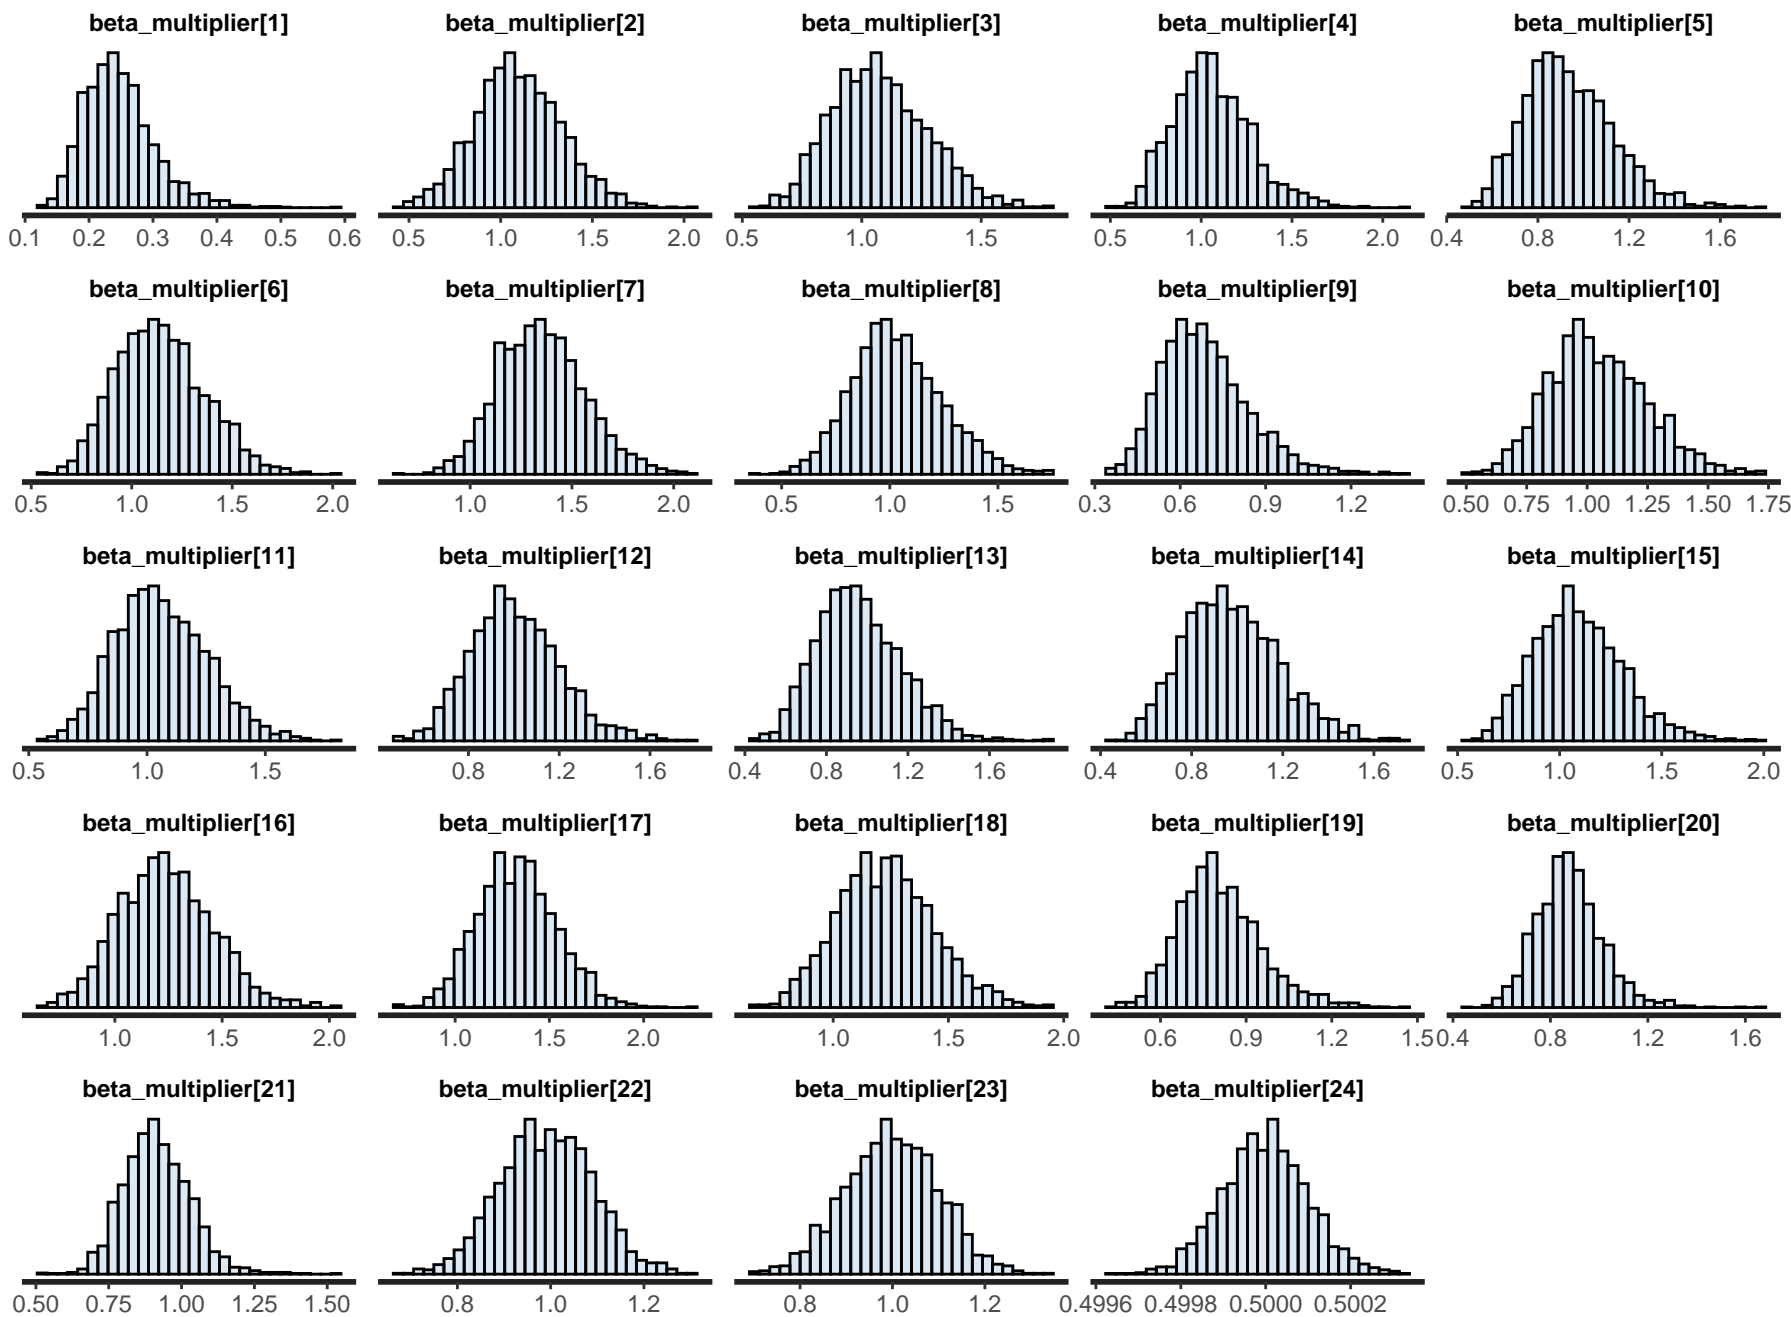 beta_multiplier[1] beta_multiplier[2] beta_multiplier[3] beta_multiplier[4] beta_multiplier[5]
0.1 0.2 0.3 0.4 0.5 0.6 0.5 1.0 1.5 2.0 0.5 1.0 1.5 0.5 1.0 1.5 2.0 0.4 0.8 1.2 1.6
beta_multiplier[6] beta_multiplier[7] beta_multiplier[8] beta_multiplier[9] beta_multiplier[10]
0.5 1.0 1.5 2.0 1.0 1.5 2.0 0.5 1.0 1.5 0.3 0.6 0.9 1.2 0.50 0.75 1.00 1.25 1.50 1.75
beta_multiplier[11] beta_multiplier[12] beta_multiplier[13] beta_multiplier[14] beta_multiplier[15]
0.5 1.0 1.5 0.8 1.2 1.6 0.4 0.8 1.2 1.6 0.4 0.8 1.2 1.6 0.5 1.0 1.5 2.0
beta_multiplier[16] beta_multiplier[17] beta_multiplier[18] beta_multiplier[19] beta_multiplier[20]
1.0 1.5 2.0 1.0 1.5 2.0 1.0 1.5 2.0 0.6 0.9 1.2 1.5 0.4 0.8 1.2 1.6
beta_multiplier[21] beta_multiplier[22] beta_multiplier[23] beta_multiplier[24]
0.50 0.75 1.00 1.25 1.50 0.8 1.0 1.2 0.8 1.0 1.2 0.4996 0.4998 0.5000 0.5002